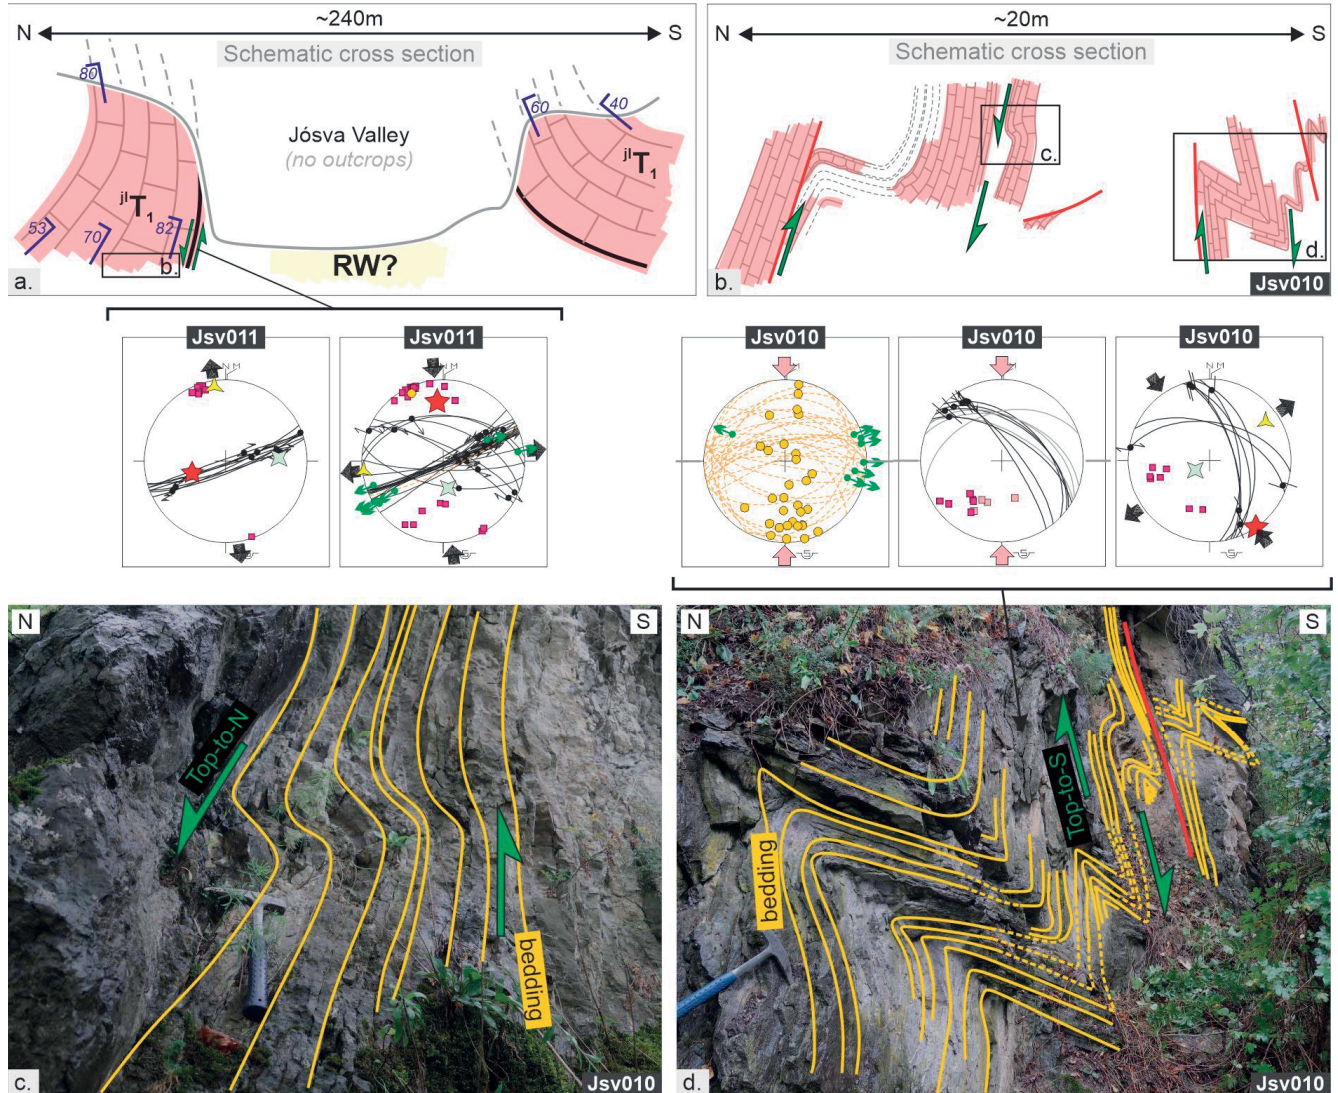 N ~240m S
Schematic cross section
80
60
40
Jósva Valley
(no outcrops)
jlT1
jlT1
53
70
82
b.
RW?
a.
N ~20m S
Schematic cross section
c.
d.
b.
Jsv010
Jsv011
Jsv011
Jsv010
Jsv010
Jsv010
N
S
Top-to-N
bedding
c.
Jsv010
N
S
Top-to-S
bedding
d.
Jsv010